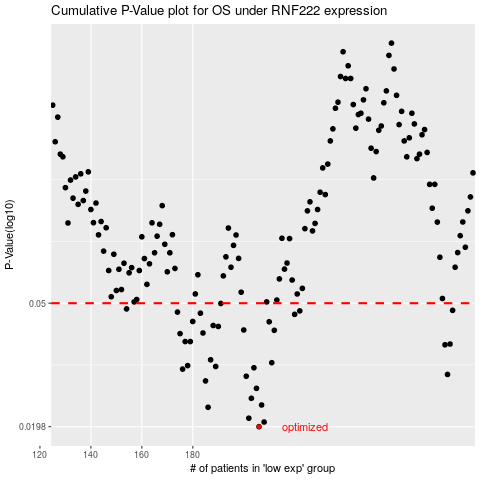 Cumulative P-Value plot for OS under RNF222 expression
P-Value(log10)
0.05
0.0198
optimized
120 140 160 180
# of patients in 'low exp' group